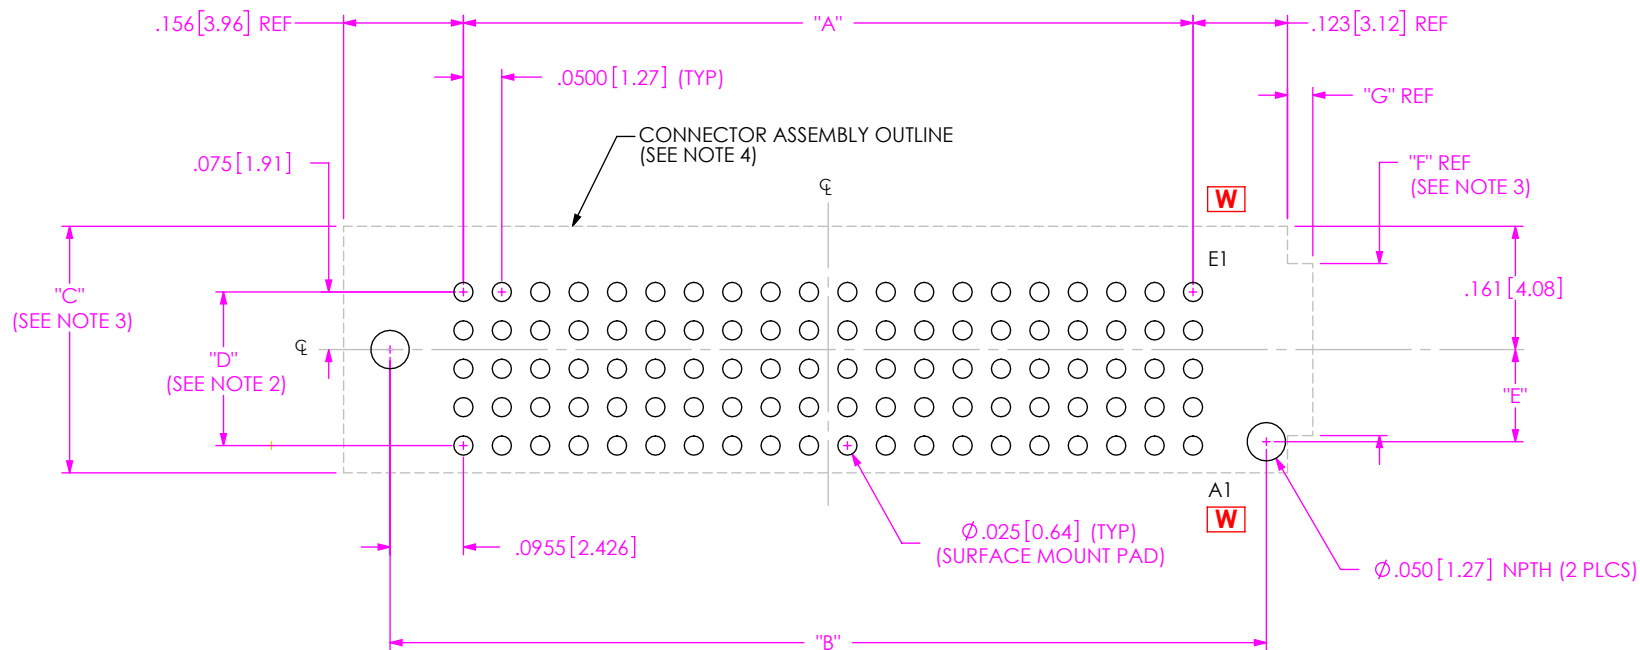 .156[3.96] REF
"A"
.123[3.12] REF
.0500[1.27] (TYP)
"G" REF
CONNECTOR ASSEMBLY OUTLINE
(SEE NOTE 4)
.075[1.91]
"F" REF
(SEE NOTE 3)
℄
W
E1
"C"
(SEE NOTE 3)
.161[4.08]
℄
"D"
(SEE NOTE 2)
"E"
A1
W
.0955[2.426]
Ø.025[0.64] (TYP)
(SURFACE MOUNT PAD)
Ø.050[1.27] NPTH (2 PLCS)
"B"